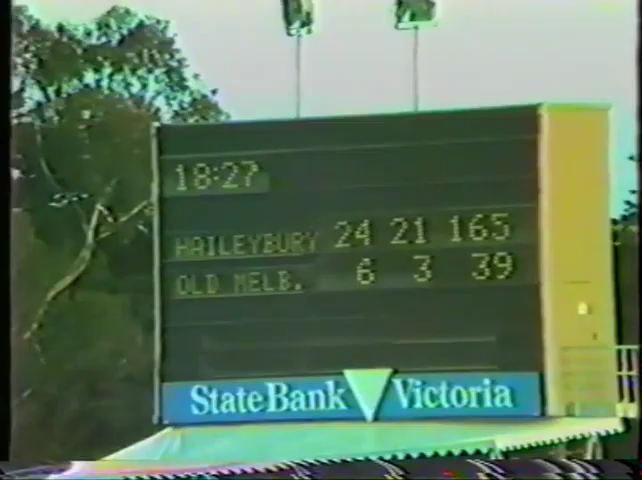 18:27
HAILEYBURY 24 21 165
OLD MELB. 6 3 39
State Bank Victoria